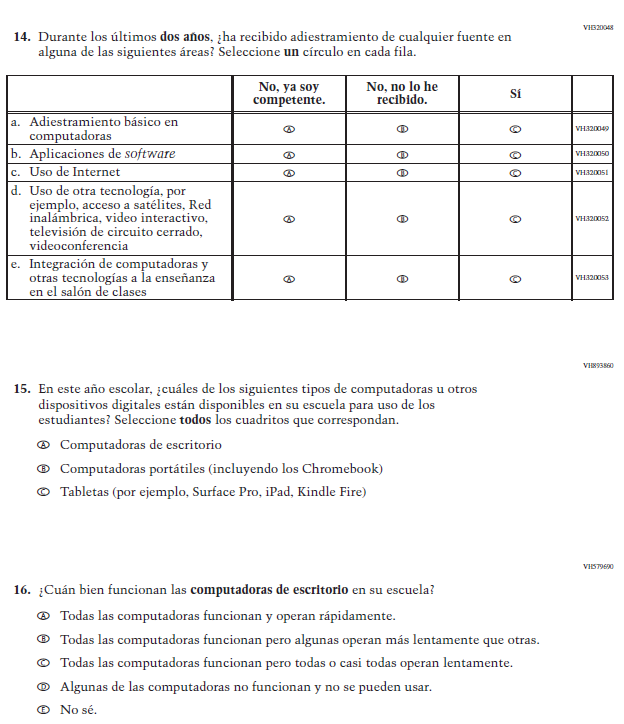 VH320048
14. Durante los últimos dos años, ¿ha recibido adiestramiento de cualquier fuente en
alguna de las siguientes áreas? Seleccione un círculo en cada fila.
No, ya soy competente. No, no lo he recibido. Sí
a. Adiestramiento básico en
computadoras Ⓐ Ⓑ Ⓒ VH320049
b. Aplicaciones de software Ⓐ Ⓑ Ⓒ VH320050
c. Uso de Internet Ⓐ Ⓑ Ⓒ VH320051
d. Uso de otra tecnología, por
ejemplo, acceso a satélites, Red
inalámbrica, video interactivo, Ⓐ Ⓑ Ⓒ VH320052
televisión de circuito cerrado,
videoconferencia
e. Integración de computadoras y
otras tecnologías a la enseñanza Ⓐ Ⓑ Ⓒ VH320053
en el salón de clases
VH893860
15. En este año escolar, ¿cuáles de los siguientes tipos de computadoras u otros
dispositivos digitales están disponibles en su escuela para uso de los
estudiantes? Seleccione todos los cuadritos que correspondan.
Ⓐ Computadoras de escritorio
Ⓑ Computadoras portátiles (incluyendo los Chromebook)
Ⓒ Tabletas (por ejemplo, Surface Pro, iPad, Kindle Fire)
VH579690
16. ¿Cuán bien funcionan las computadoras de escritorio en su escuela?
Ⓐ Todas las computadoras funcionan y operan rápidamente.
Ⓑ Todas las computadoras funcionan pero algunas operan más lentamente que otras.
Ⓒ Todas las computadoras funcionan pero todas o casi todas operan lentamente.
Ⓓ Algunas de las computadoras no funcionan y no se pueden usar.
Ⓔ No sé.